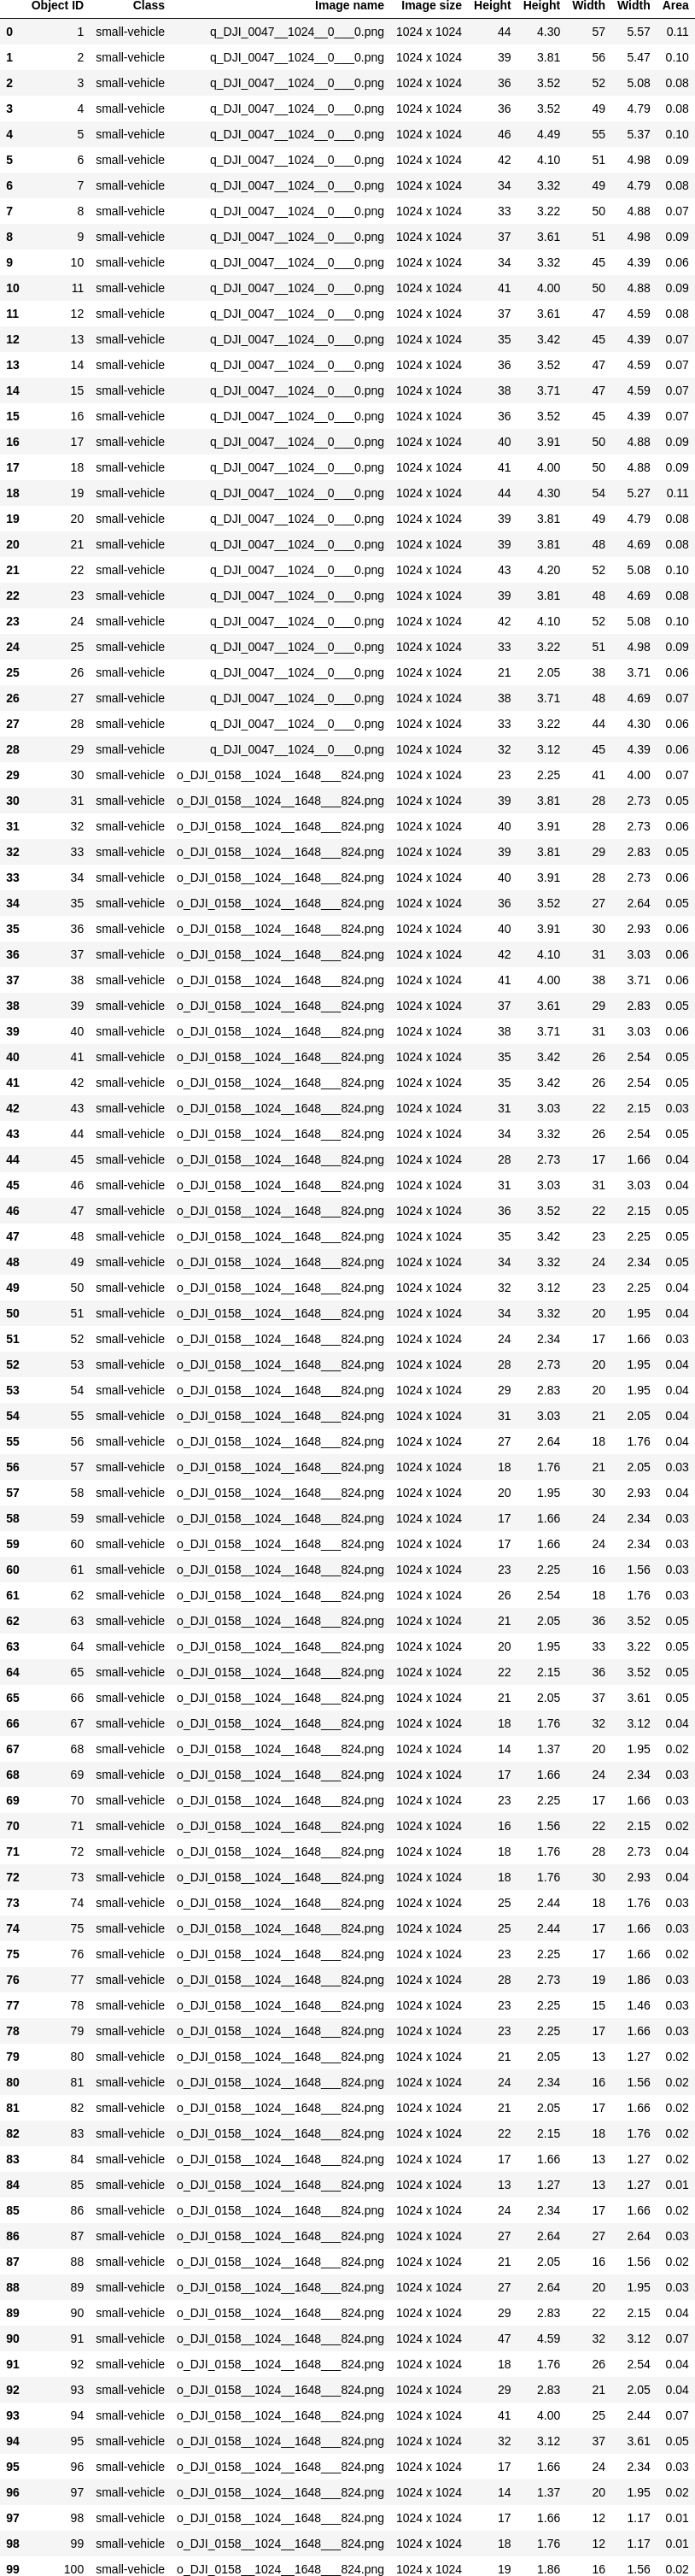 Object ID Class Image name Image size Height Height Width Width Area
0 1 small-vehicle q_DJI_0047__1024__0___0.png 1024 x 1024 44 4.30 57 5.57 0.11
1 2 small-vehicle q_DJI_0047__1024__0___0.png 1024 x 1024 39 3.81 56 5.47 0.10
2 3 small-vehicle q_DJI_0047__1024__0___0.png 1024 x 1024 36 3.52 52 5.08 0.08
3 4 small-vehicle q_DJI_0047__1024__0___0.png 1024 x 1024 36 3.52 49 4.79 0.08
4 5 small-vehicle q_DJI_0047__1024__0___0.png 1024 x 1024 46 4.49 55 5.37 0.10
5 6 small-vehicle q_DJI_0047__1024__0___0.png 1024 x 1024 42 4.10 51 4.98 0.09
6 7 small-vehicle q_DJI_0047__1024__0___0.png 1024 x 1024 34 3.32 49 4.79 0.08
7 8 small-vehicle q_DJI_0047__1024__0___0.png 1024 x 1024 33 3.22 50 4.88 0.07
8 9 small-vehicle q_DJI_0047__1024__0___0.png 1024 x 1024 37 3.61 51 4.98 0.09
9 10 small-vehicle q_DJI_0047__1024__0___0.png 1024 x 1024 34 3.32 45 4.39 0.06
10 11 small-vehicle q_DJI_0047__1024__0___0.png 1024 x 1024 41 4.00 50 4.88 0.09
11 12 small-vehicle q_DJI_0047__1024__0___0.png 1024 x 1024 37 3.61 47 4.59 0.08
12 13 small-vehicle q_DJI_0047__1024__0___0.png 1024 x 1024 35 3.42 45 4.39 0.07
13 14 small-vehicle q_DJI_0047__1024__0___0.png 1024 x 1024 36 3.52 47 4.59 0.07
14 15 small-vehicle q_DJI_0047__1024__0___0.png 1024 x 1024 38 3.71 47 4.59 0.07
15 16 small-vehicle q_DJI_0047__1024__0___0.png 1024 x 1024 36 3.52 45 4.39 0.07
16 17 small-vehicle q_DJI_0047__1024__0___0.png 1024 x 1024 40 3.91 50 4.88 0.09
17 18 small-vehicle q_DJI_0047__1024__0___0.png 1024 x 1024 41 4.00 50 4.88 0.09
18 19 small-vehicle q_DJI_0047__1024__0___0.png 1024 x 1024 44 4.30 54 5.27 0.11
19 20 small-vehicle q_DJI_0047__1024__0___0.png 1024 x 1024 39 3.81 49 4.79 0.08
20 21 small-vehicle q_DJI_0047__1024__0___0.png 1024 x 1024 39 3.81 48 4.69 0.08
21 22 small-vehicle q_DJI_0047__1024__0___0.png 1024 x 1024 43 4.20 52 5.08 0.10
22 23 small-vehicle q_DJI_0047__1024__0___0.png 1024 x 1024 39 3.81 48 4.69 0.08
23 24 small-vehicle q_DJI_0047__1024__0___0.png 1024 x 1024 42 4.10 52 5.08 0.10
24 25 small-vehicle q_DJI_0047__1024__0___0.png 1024 x 1024 33 3.22 51 4.98 0.09
25 26 small-vehicle q_DJI_0047__1024__0___0.png 1024 x 1024 21 2.05 38 3.71 0.06
26 27 small-vehicle q_DJI_0047__1024__0___0.png 1024 x 1024 38 3.71 48 4.69 0.07
27 28 small-vehicle q_DJI_0047__1024__0___0.png 1024 x 1024 33 3.22 44 4.30 0.06
28 29 small-vehicle q_DJI_0047__1024__0___0.png 1024 x 1024 32 3.12 45 4.39 0.06
29 30 small-vehicle o_DJI_0158__1024__1648___824.png 1024 x 1024 23 2.25 41 4.00 0.07
30 31 small-vehicle o_DJI_0158__1024__1648___824.png 1024 x 1024 39 3.81 28 2.73 0.05
31 32 small-vehicle o_DJI_0158__1024__1648___824.png 1024 x 1024 40 3.91 28 2.73 0.06
32 33 small-vehicle o_DJI_0158__1024__1648___824.png 1024 x 1024 39 3.81 29 2.83 0.05
33 34 small-vehicle o_DJI_0158__1024__1648___824.png 1024 x 1024 40 3.91 28 2.73 0.06
34 35 small-vehicle o_DJI_0158__1024__1648___824.png 1024 x 1024 36 3.52 27 2.64 0.05
35 36 small-vehicle o_DJI_0158__1024__1648___824.png 1024 x 1024 40 3.91 30 2.93 0.06
36 37 small-vehicle o_DJI_0158__1024__1648___824.png 1024 x 1024 42 4.10 31 3.03 0.06
37 38 small-vehicle o_DJI_0158__1024__1648___824.png 1024 x 1024 41 4.00 38 3.71 0.06
38 39 small-vehicle o_DJI_0158__1024__1648___824.png 1024 x 1024 37 3.61 29 2.83 0.05
39 40 small-vehicle o_DJI_0158__1024__1648___824.png 1024 x 1024 38 3.71 31 3.03 0.06
40 41 small-vehicle o_DJI_0158__1024__1648___824.png 1024 x 1024 35 3.42 26 2.54 0.05
41 42 small-vehicle o_DJI_0158__1024__1648___824.png 1024 x 1024 35 3.42 26 2.54 0.05
42 43 small-vehicle o_DJI_0158__1024__1648___824.png 1024 x 1024 31 3.03 22 2.15 0.03
43 44 small-vehicle o_DJI_0158__1024__1648___824.png 1024 x 1024 34 3.32 26 2.54 0.05
44 45 small-vehicle o_DJI_0158__1024__1648___824.png 1024 x 1024 28 2.73 17 1.66 0.04
45 46 small-vehicle o_DJI_0158__1024__1648___824.png 1024 x 1024 31 3.03 31 3.03 0.04
46 47 small-vehicle o_DJI_0158__1024__1648___824.png 1024 x 1024 36 3.52 22 2.15 0.05
47 48 small-vehicle o_DJI_0158__1024__1648___824.png 1024 x 1024 35 3.42 23 2.25 0.05
48 49 small-vehicle o_DJI_0158__1024__1648___824.png 1024 x 1024 34 3.32 24 2.34 0.05
49 50 small-vehicle o_DJI_0158__1024__1648___824.png 1024 x 1024 32 3.12 23 2.25 0.04
50 51 small-vehicle o_DJI_0158__1024__1648___824.png 1024 x 1024 34 3.32 20 1.95 0.04
51 52 small-vehicle o_DJI_0158__1024__1648___824.png 1024 x 1024 24 2.34 17 1.66 0.03
52 53 small-vehicle o_DJI_0158__1024__1648___824.png 1024 x 1024 28 2.73 20 1.95 0.04
53 54 small-vehicle o_DJI_0158__1024__1648___824.png 1024 x 1024 29 2.83 20 1.95 0.04
54 55 small-vehicle o_DJI_0158__1024__1648___824.png 1024 x 1024 31 3.03 21 2.05 0.04
55 56 small-vehicle o_DJI_0158__1024__1648___824.png 1024 x 1024 27 2.64 18 1.76 0.04
56 57 small-vehicle o_DJI_0158__1024__1648___824.png 1024 x 1024 18 1.76 21 2.05 0.03
57 58 small-vehicle o_DJI_0158__1024__1648___824.png 1024 x 1024 20 1.95 30 2.93 0.04
58 59 small-vehicle o_DJI_0158__1024__1648___824.png 1024 x 1024 17 1.66 24 2.34 0.03
59 60 small-vehicle o_DJI_0158__1024__1648___824.png 1024 x 1024 17 1.66 24 2.34 0.03
60 61 small-vehicle o_DJI_0158__1024__1648___824.png 1024 x 1024 23 2.25 16 1.56 0.03
61 62 small-vehicle o_DJI_0158__1024__1648___824.png 1024 x 1024 26 2.54 18 1.76 0.03
62 63 small-vehicle o_DJI_0158__1024__1648___824.png 1024 x 1024 21 2.05 36 3.52 0.05
63 64 small-vehicle o_DJI_0158__1024__1648___824.png 1024 x 1024 20 1.95 33 3.22 0.05
64 65 small-vehicle o_DJI_0158__1024__1648___824.png 1024 x 1024 22 2.15 36 3.52 0.05
65 66 small-vehicle o_DJI_0158__1024__1648___824.png 1024 x 1024 21 2.05 37 3.61 0.05
66 67 small-vehicle o_DJI_0158__1024__1648___824.png 1024 x 1024 18 1.76 32 3.12 0.04
67 68 small-vehicle o_DJI_0158__1024__1648___824.png 1024 x 1024 14 1.37 20 1.95 0.02
68 69 small-vehicle o_DJI_0158__1024__1648___824.png 1024 x 1024 17 1.66 24 2.34 0.03
69 70 small-vehicle o_DJI_0158__1024__1648___824.png 1024 x 1024 23 2.25 17 1.66 0.03
70 71 small-vehicle o_DJI_0158__1024__1648___824.png 1024 x 1024 16 1.56 22 2.15 0.02
71 72 small-vehicle o_DJI_0158__1024__1648___824.png 1024 x 1024 18 1.76 28 2.73 0.04
72 73 small-vehicle o_DJI_0158__1024__1648___824.png 1024 x 1024 18 1.76 30 2.93 0.04
73 74 small-vehicle o_DJI_0158__1024__1648___824.png 1024 x 1024 25 2.44 18 1.76 0.03
74 75 small-vehicle o_DJI_0158__1024__1648___824.png 1024 x 1024 25 2.44 17 1.66 0.03
75 76 small-vehicle o_DJI_0158__1024__1648___824.png 1024 x 1024 23 2.25 17 1.66 0.02
76 77 small-vehicle o_DJI_0158__1024__1648___824.png 1024 x 1024 28 2.73 19 1.86 0.03
77 78 small-vehicle o_DJI_0158__1024__1648___824.png 1024 x 1024 23 2.25 15 1.46 0.03
78 79 small-vehicle o_DJI_0158__1024__1648___824.png 1024 x 1024 23 2.25 17 1.66 0.03
79 80 small-vehicle o_DJI_0158__1024__1648___824.png 1024 x 1024 21 2.05 13 1.27 0.02
80 81 small-vehicle o_DJI_0158__1024__1648___824.png 1024 x 1024 24 2.34 16 1.56 0.02
81 82 small-vehicle o_DJI_0158__1024__1648___824.png 1024 x 1024 21 2.05 17 1.66 0.02
82 83 small-vehicle o_DJI_0158__1024__1648___824.png 1024 x 1024 22 2.15 18 1.76 0.02
83 84 small-vehicle o_DJI_0158__1024__1648___824.png 1024 x 1024 17 1.66 13 1.27 0.02
84 85 small-vehicle o_DJI_0158__1024__1648___824.png 1024 x 1024 13 1.27 13 1.27 0.01
85 86 small-vehicle o_DJI_0158__1024__1648___824.png 1024 x 1024 24 2.34 17 1.66 0.02
86 87 small-vehicle o_DJI_0158__1024__1648___824.png 1024 x 1024 27 2.64 27 2.64 0.03
87 88 small-vehicle o_DJI_0158__1024__1648___824.png 1024 x 1024 21 2.05 16 1.56 0.02
88 89 small-vehicle o_DJI_0158__1024__1648___824.png 1024 x 1024 27 2.64 20 1.95 0.03
89 90 small-vehicle o_DJI_0158__1024__1648___824.png 1024 x 1024 29 2.83 22 2.15 0.04
90 91 small-vehicle o_DJI_0158__1024__1648___824.png 1024 x 1024 47 4.59 32 3.12 0.07
91 92 small-vehicle o_DJI_0158__1024__1648___824.png 1024 x 1024 18 1.76 26 2.54 0.04
92 93 small-vehicle o_DJI_0158__1024__1648___824.png 1024 x 1024 29 2.83 21 2.05 0.04
93 94 small-vehicle o_DJI_0158__1024__1648___824.png 1024 x 1024 41 4.00 25 2.44 0.07
94 95 small-vehicle o_DJI_0158__1024__1648___824.png 1024 x 1024 32 3.12 37 3.61 0.05
95 96 small-vehicle o_DJI_0158__1024__1648___824.png 1024 x 1024 17 1.66 24 2.34 0.03
96 97 small-vehicle o_DJI_0158__1024__1648___824.png 1024 x 1024 14 1.37 20 1.95 0.02
97 98 small-vehicle o_DJI_0158__1024__1648___824.png 1024 x 1024 17 1.66 12 1.17 0.01
98 99 small-vehicle o_DJI_0158__1024__1648___824.png 1024 x 1024 18 1.76 12 1.17 0.01
99 100 small-vehicle o_DJI_0158__1024__1648___824.png 1024 x 1024 19 1.86 16 1.56 0.02